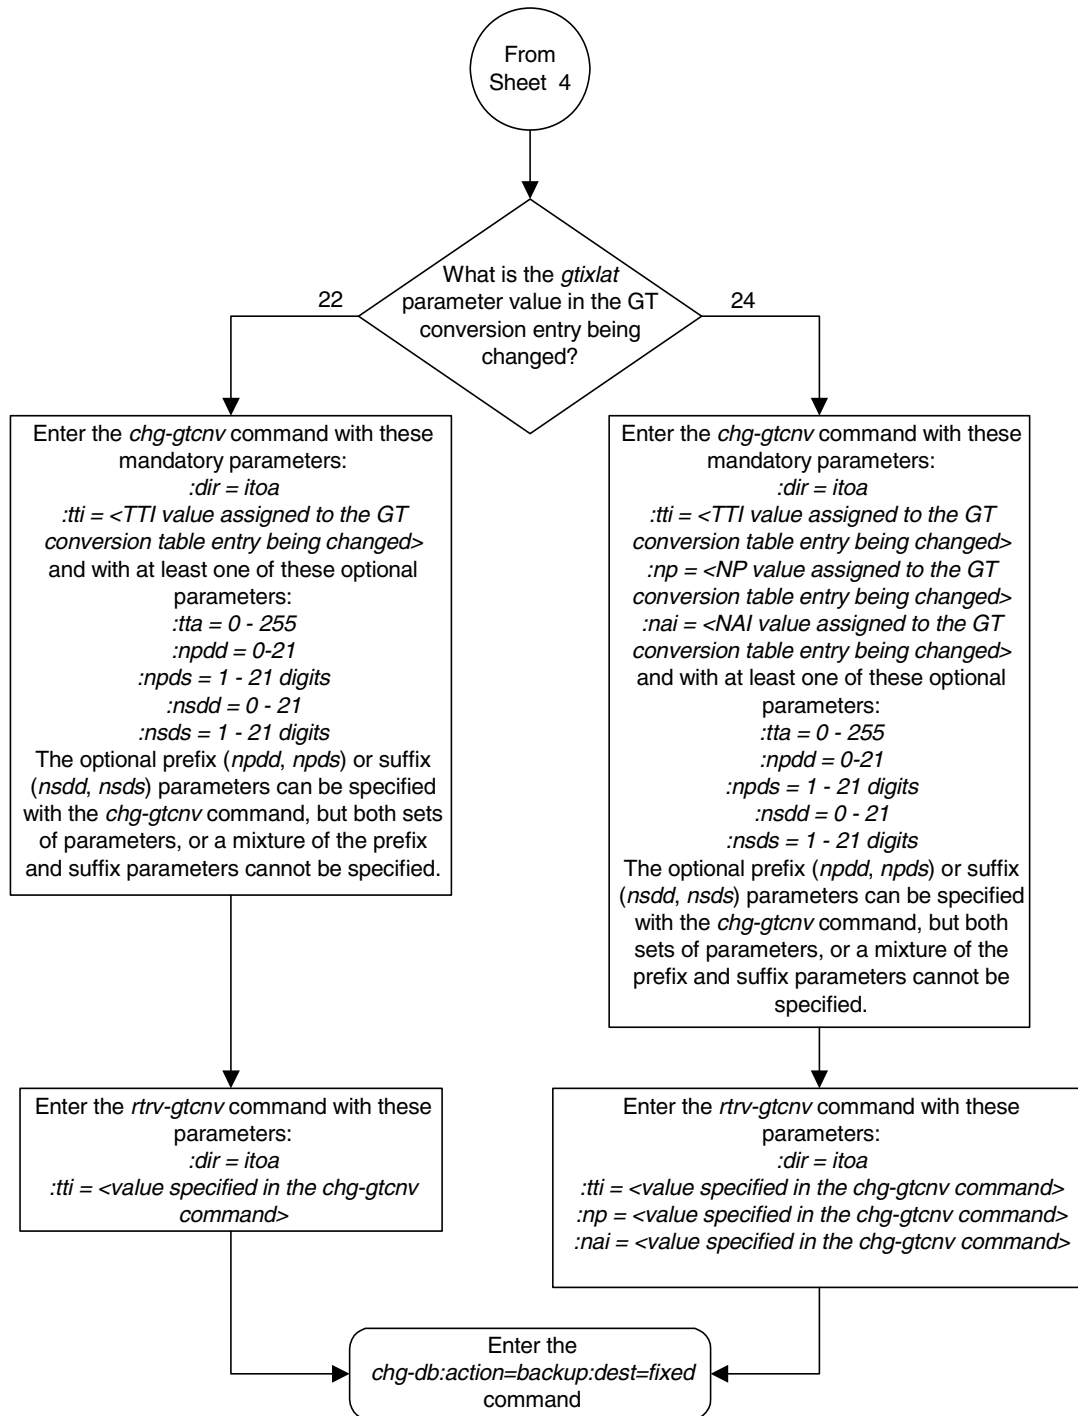 From
Sheet 4
What is the gtixlat
parameter value in the GT
conversion entry being
changed?
22
24
Enter the chg-gtcnv command with these
mandatory parameters:
:dir = itoa
:tti = <TTI value assigned to the GT
conversion table entry being changed>
and with at least one of these optional
parameters:
:tta = 0 - 255
:npdd = 0-21
:npds = 1 - 21 digits
:nsdd = 0 - 21
:nsds = 1 - 21 digits
The optional prefix (npdd, npds) or suffix
(nsdd, nsds) parameters can be specified
with the chg-gtcnv command, but both sets
of parameters, or a mixture of the prefix
and suffix parameters cannot be specified.
Enter the chg-gtcnv command with these
mandatory parameters:
:dir = itoa
:tti = <TTI value assigned to the GT
conversion table entry being changed>
:np = <NP value assigned to the GT
conversion table entry being changed>
:nai = <NAI value assigned to the GT
conversion table entry being changed>
and with at least one of these optional
parameters:
:tta = 0 - 255
:npdd = 0-21
:npds = 1 - 21 digits
:nsdd = 0 - 21
:nsds = 1 - 21 digits
The optional prefix (npdd, npds) or suffix
(nsdd, nsds) parameters can be specified
with the chg-gtcnv command, but both
sets of parameters, or a mixture of the
prefix and suffix parameters cannot be
specified.
Enter the rtrv-gtcnv command with these
parameters:
:dir = itoa
:tti = <value specified in the chg-gtcnv
command>
Enter the rtrv-gtcnv command with these
parameters:
:dir = itoa
:tti = <value specified in the chg-gtcnv command>
:np = <value specified in the chg-gtcnv command>
:nai = <value specified in the chg-gtcnv command>
Enter the
chg-db:action=backup:dest=fixed
command